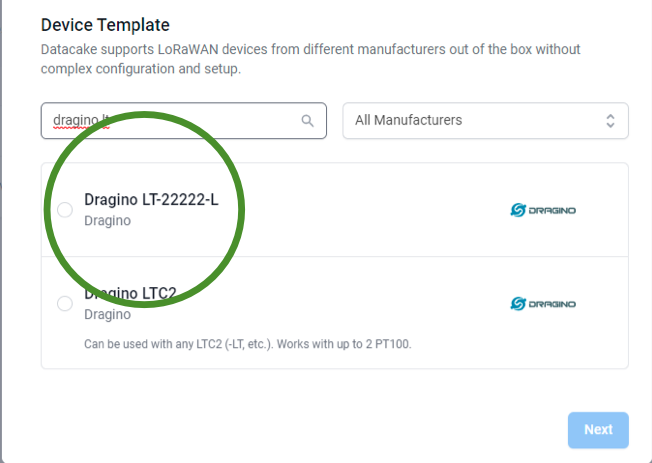 Device Template
Datacake supports LoRaWAN devices from different manufacturers out of the box without
complex configuration and setup.
dragino lt
All Manufacturers
Dragino LT-22222-L
Dragino
DRAGINO
Dragino LTC2
Dragino
DRAGINO
Can be used with any LTC2 (-LT, etc.). Works with up to 2 PT100.
Next